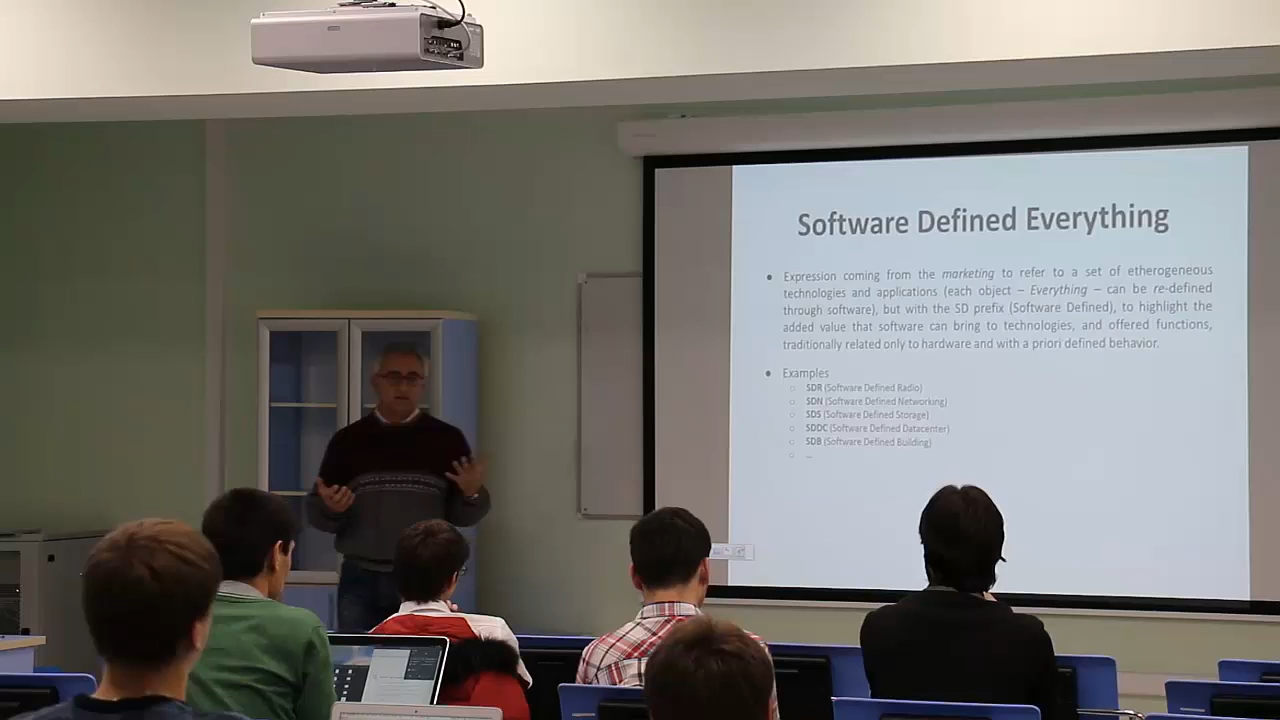 Software Defined Everything
● Expression coming from the marketing to refer to a set of etherogeneous
technologies and applications (each object – Everything – can be re-defined
through software), but with the SD prefix (Software Defined), to highlight the
added value that software can bring to technologies, and offered functions,
traditionally related only to hardware and with a priori defined behavior.
● Examples
○ SDR (Software Defined Radio)
○ SDN (Software Defined Networking)
○ SDS (Software Defined Storage)
○ SDDC (Software Defined Datacenter)
○ SDB (Software Defined Building)
○ ...